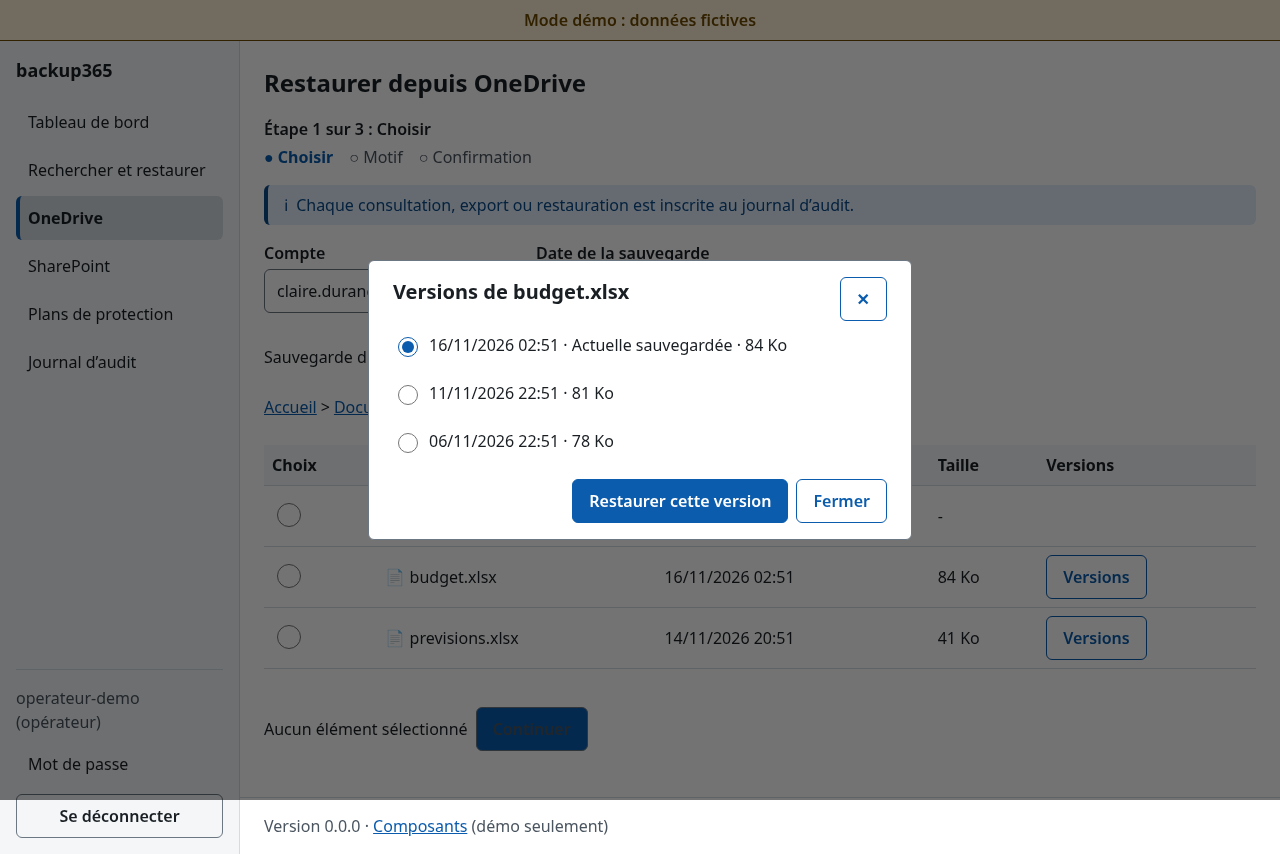 Mode démo : données fictives
backup365
Tableau de bord
Rechercher et restaurer
OneDrive
SharePoint
Plans de protection
Journal d’audit
operateur-demo
(opérateur)
Mot de passe
Se déconnecter
Restaurer depuis OneDrive
Étape 1 sur 3 : Choisir
● Choisir ○ Motif ○ Confirmation
i Chaque consultation, export ou restauration est inscrite au journal d’audit.
Compte Date de la sauvegarde
Sauvegarde
Accueil >
Versions de budget.xlsx
×
16/11/2026 02:51 · Actuelle sauvegardée · 84 Ko
11/11/2026 22:51 · 81 Ko
06/11/2026 22:51 · 78 Ko
Restaurer cette version Fermer
Choix Taille Versions
-
budget.xlsx 16/11/2026 02:51 84 Ko Versions
previsions.xlsx 14/11/2026 20:51 41 Ko Versions
Aucun élément sélectionné Continuer
Version 0.0.0 · Composants (démo seulement)